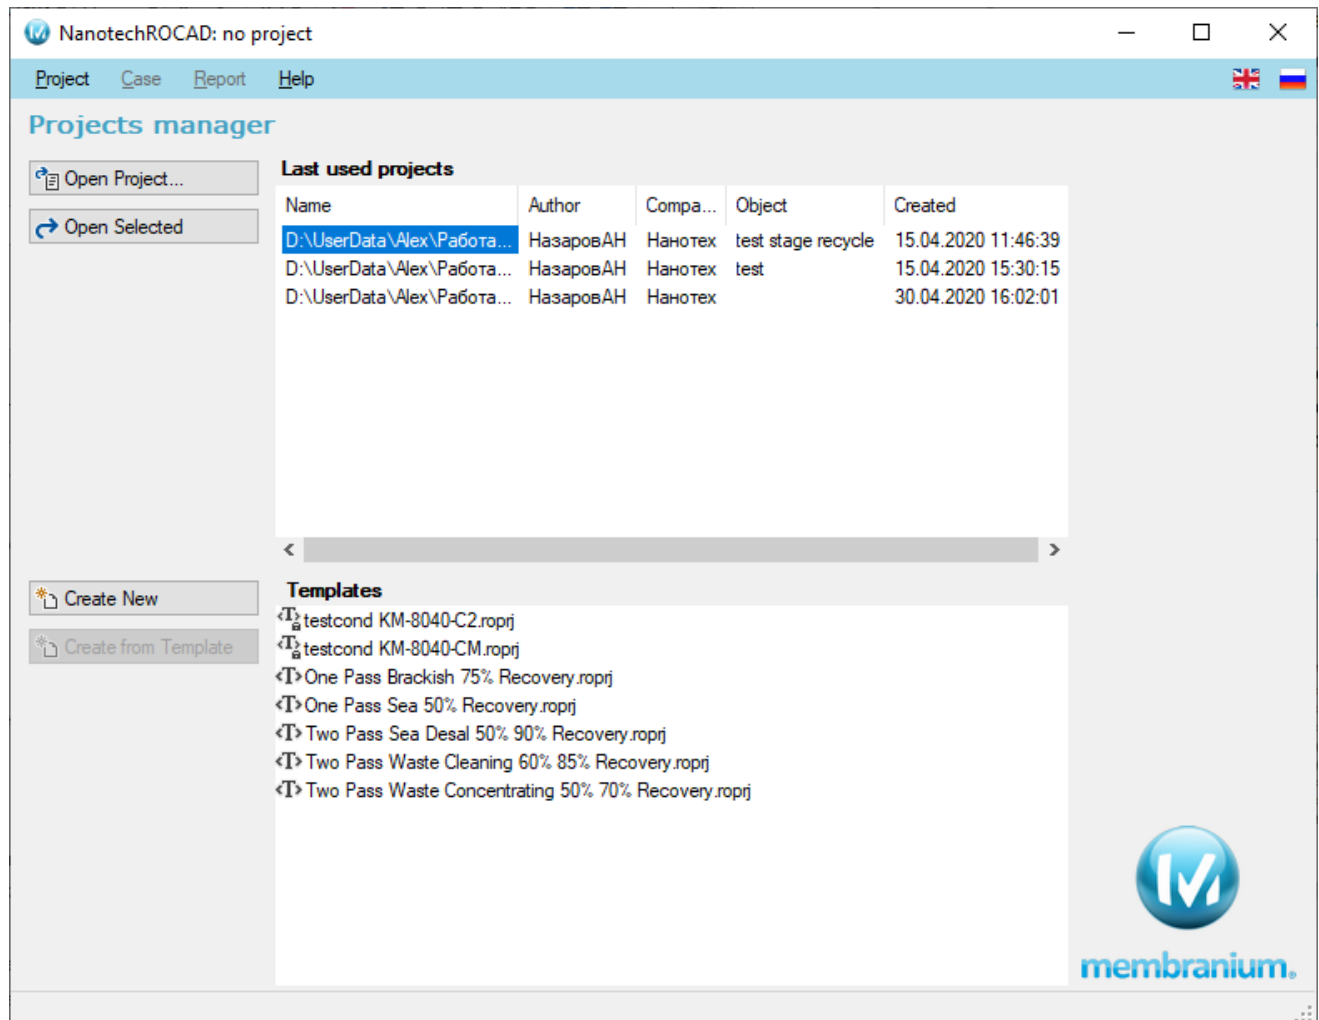 NanotechROCAD: no project
Project Case Report Help
Projects manager
Open Project...
Open Selected
Last used projects
Name Author Compa... Object Created
D:\UserData\Alex\Работа... НазаровАН Нанотех test stage recycle 15.04.2020 11:46:39
D:\UserData\Alex\Работа... НазаровАН Нанотех test 15.04.2020 15:30:15
D:\UserData\Alex\Работа... НазаровАН Нанотех 30.04.2020 16:02:01
Create New
Create from Template
Templates
testcond KM-8040-C2.roprj
testcond KM-8040-CM.roprj
One Pass Brackish 75% Recovery.roprj
One Pass Sea 50% Recovery.roprj
Two Pass Sea Desal 50% 90% Recovery.roprj
Two Pass Waste Cleaning 60% 85% Recovery.roprj
Two Pass Waste Concentrating 50% 70% Recovery.roprj
membranium®